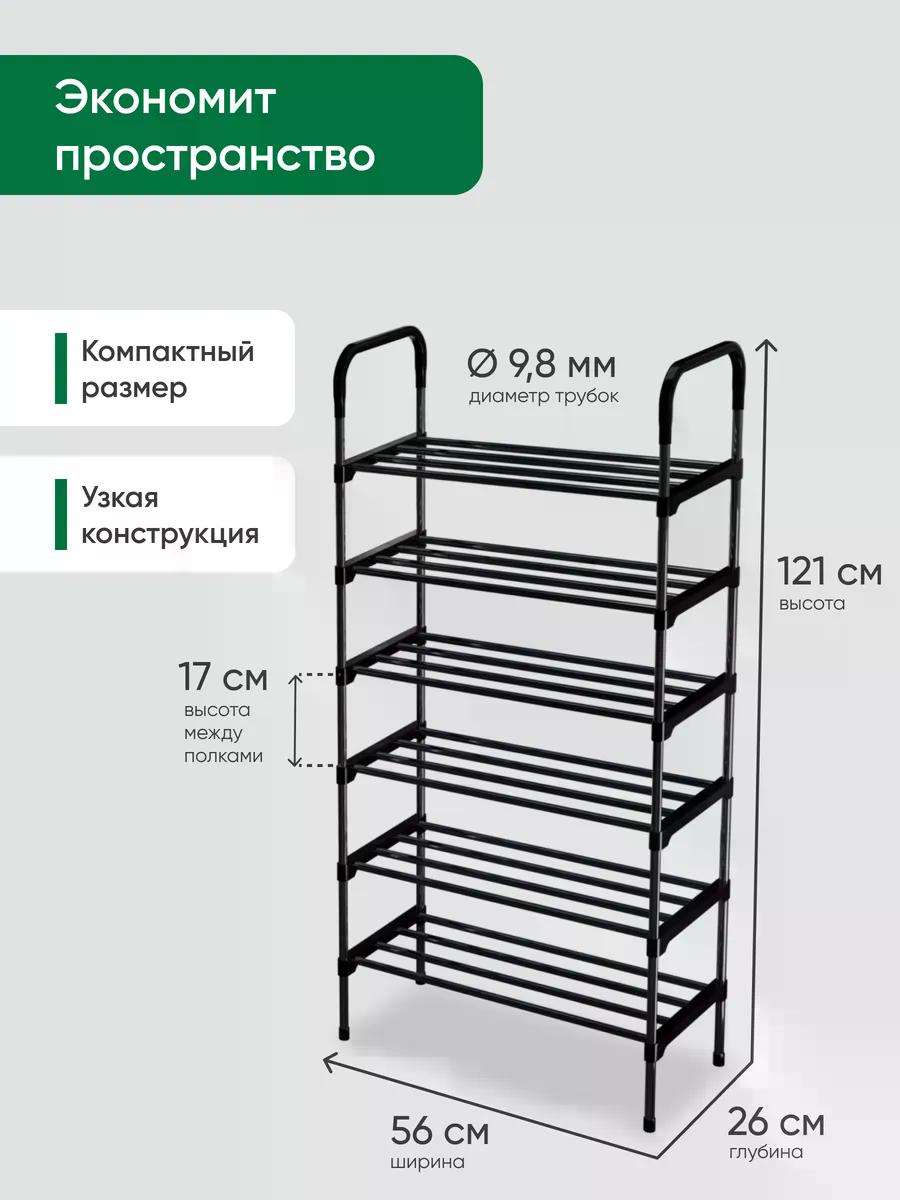 Экономит
пространство
Компактный
размер
Ø 9,8 мм
диаметр трубок
Узкая
конструкция
121 см
высота
17 см
высота
между
полками
56 см
ширина
26 см
глубина